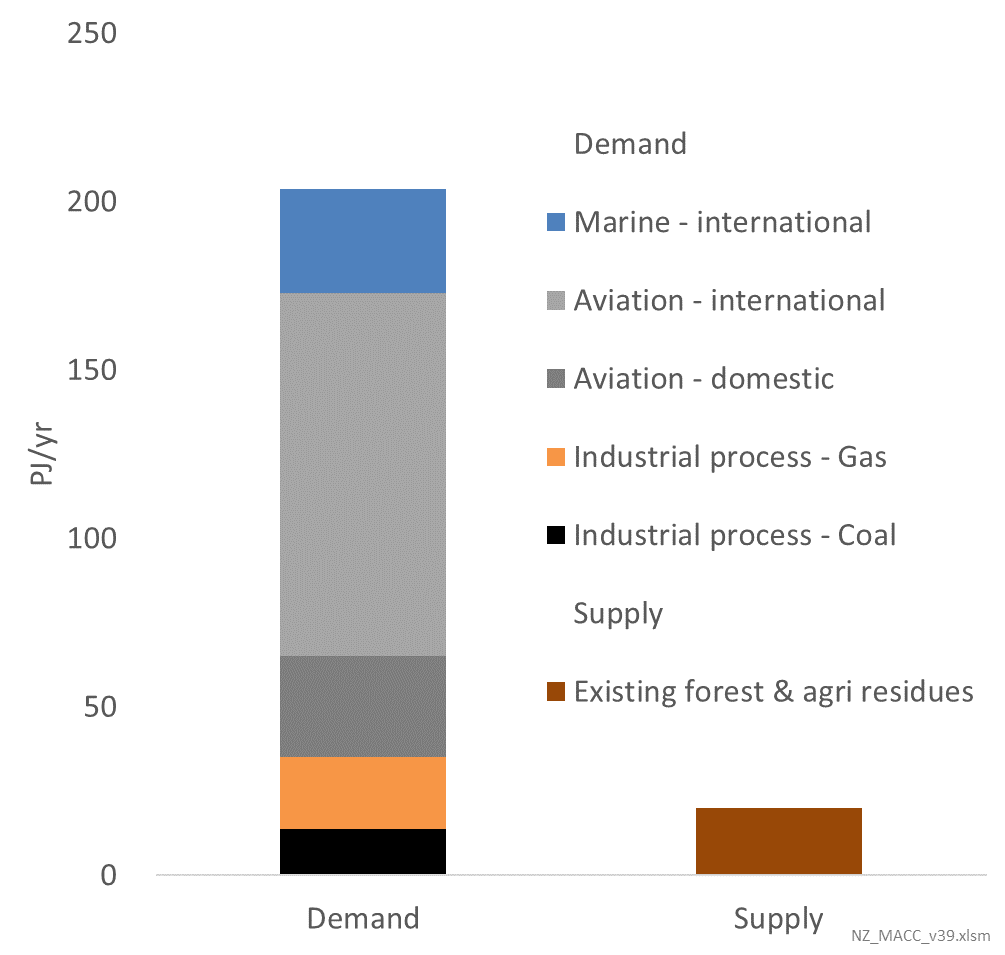 250
200
150
100
50
0
PJ/yr
Demand
Marine - international
Aviation - international
Aviation - domestic
Industrial process - Gas
Industrial process - Coal
Supply
Existing forest & agri residues
Demand
Supply
NZ_MACC_v39.xlsm